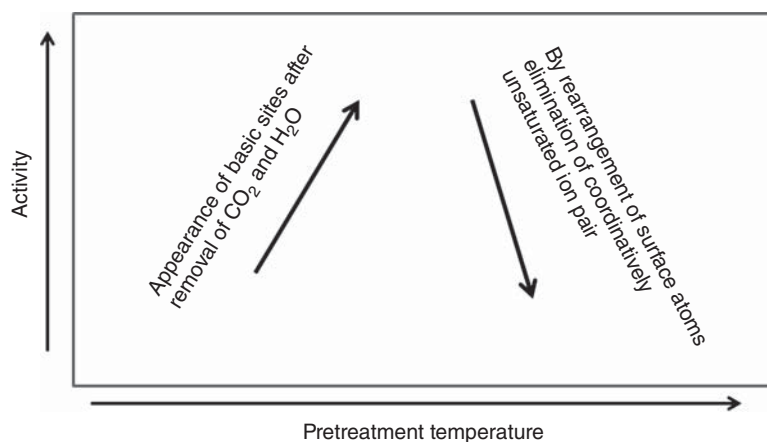 Activity
Appearance of basic sites after
removal of CO₂ and H₂O
By rearrangement of surface atoms
elimination of coordinatively
unsaturated ion pair
Pretreatment temperature